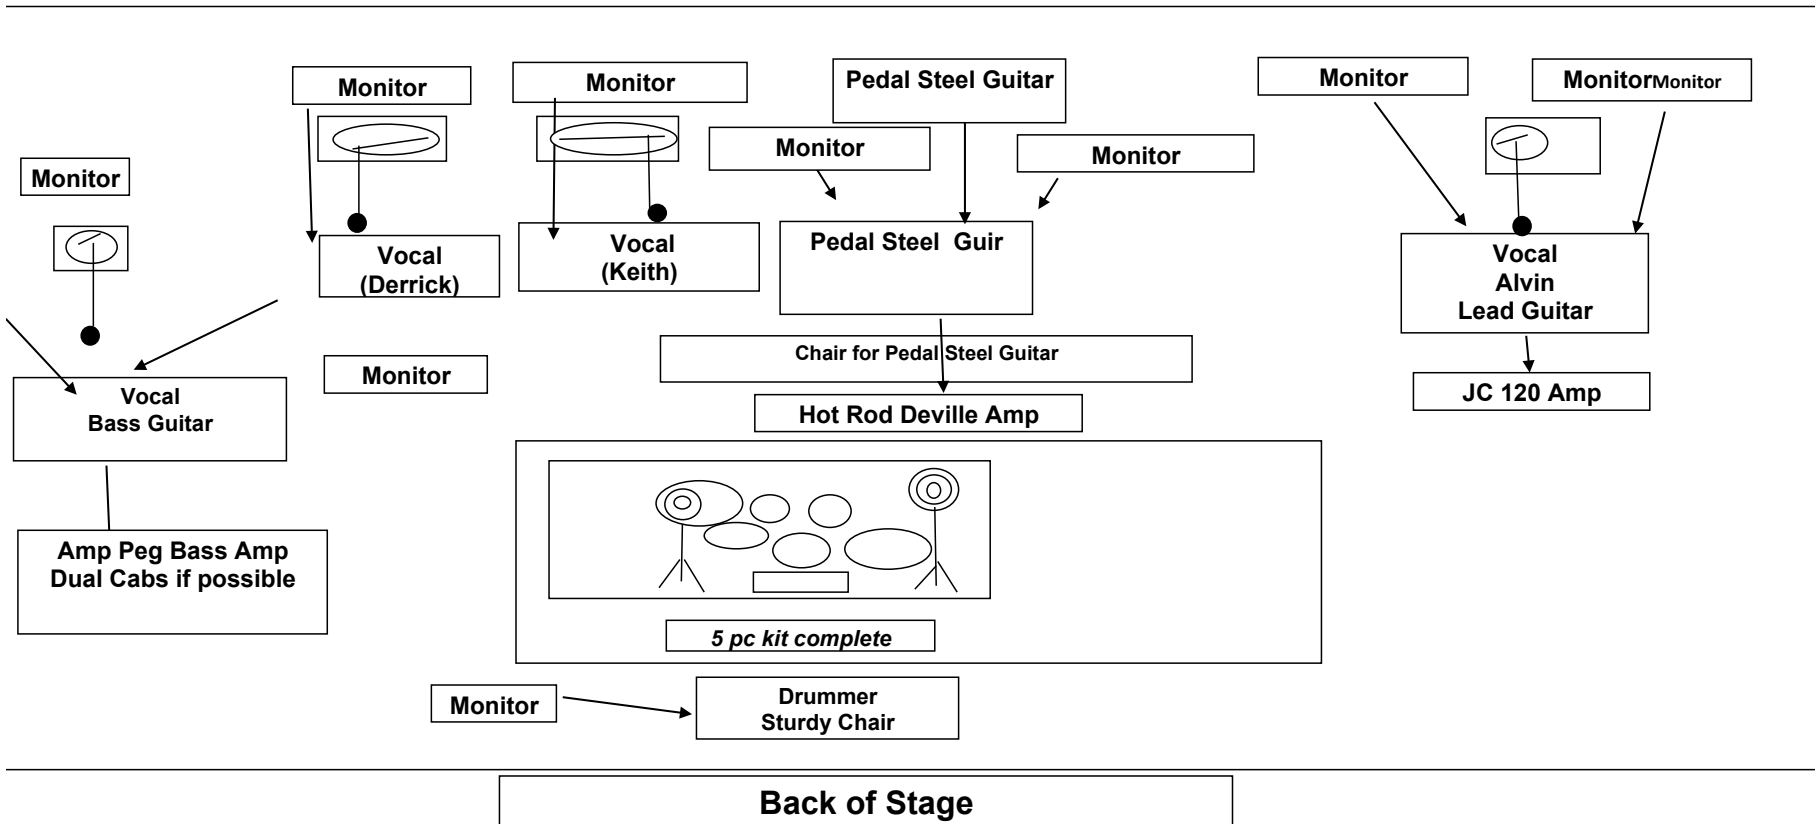 Monitor
Monitor
Pedal Steel Guitar
Monitor
MonitorMonitor
Monitor
Monitor
Monitor
Vocal
(Derrick)
Vocal
(Keith)
Pedal Steel  Guir
Vocal
Alvin
Lead Guitar
Monitor
Chair for Pedal Steel Guitar
JC 120 Amp
Vocal
Bass Guitar
Hot Rod Deville Amp
Amp Peg Bass Amp
Dual Cabs if possible
5 pc kit complete
Monitor
Drummer
Sturdy Chair
Back of Stage